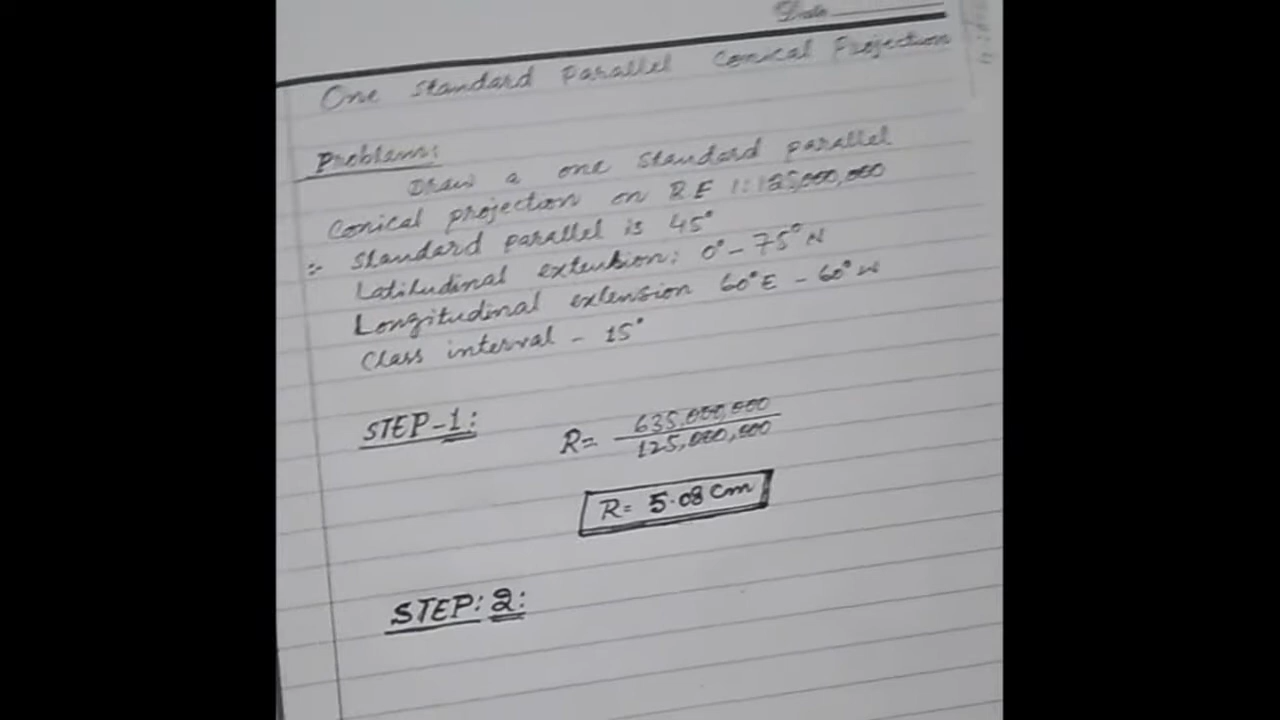 Date
One Standard Parallel Conical Projection
Problem:
Draw a one standard parallel
Conical projection on RF 1:125,000,000
:- Standard parallel is 45°
Latitudinal extension: 0° - 75° N
Longitudinal extension 60°E - 60°W
Class interval - 15°
STEP-1:
R= 635,000,000
125,000,000
R= 5.08 cm
STEP: 2: